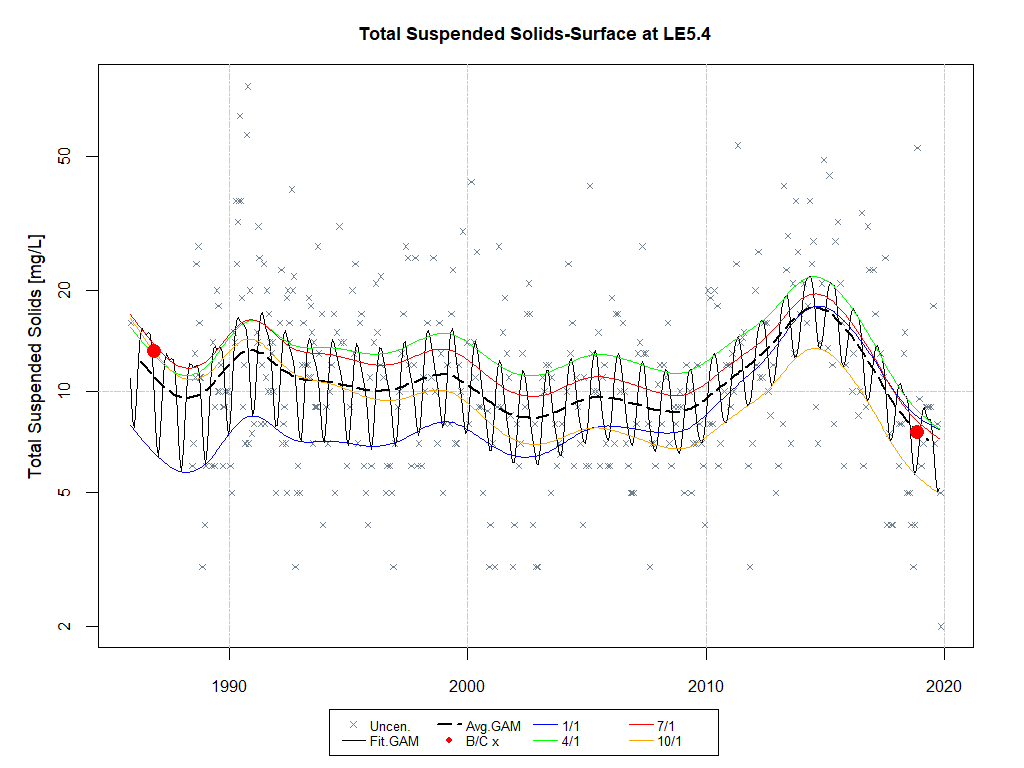 Total Suspended Solids-Surface at LE5.4
Total Suspended Solids [mg/L]
50
20
10
5
2
1990 2000 2010 2020
Uncen. Avg.GAM 1/1 7/1
Fit.GAM B/C x 4/1 10/1